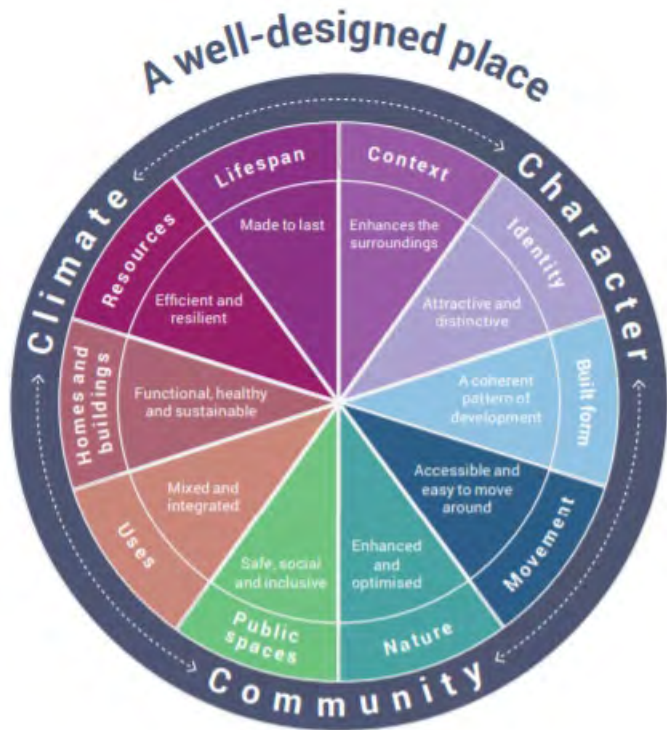 A well-designed place
Climate
Character
Community
Context
Enhances the
surroundings
Identity
Attractive and
distinctive
Built form
A coherent
pattern of
development
Movement
Accessible and
easy to move
around
Nature
Enhanced
and
optimised
Public
spaces
Safe, social
and inclusive
Uses
Mixed and
integrated
Homes and
buildings
Functional, healthy
and sustainable
Resources
Efficient and
resilient
Lifespan
Made to last